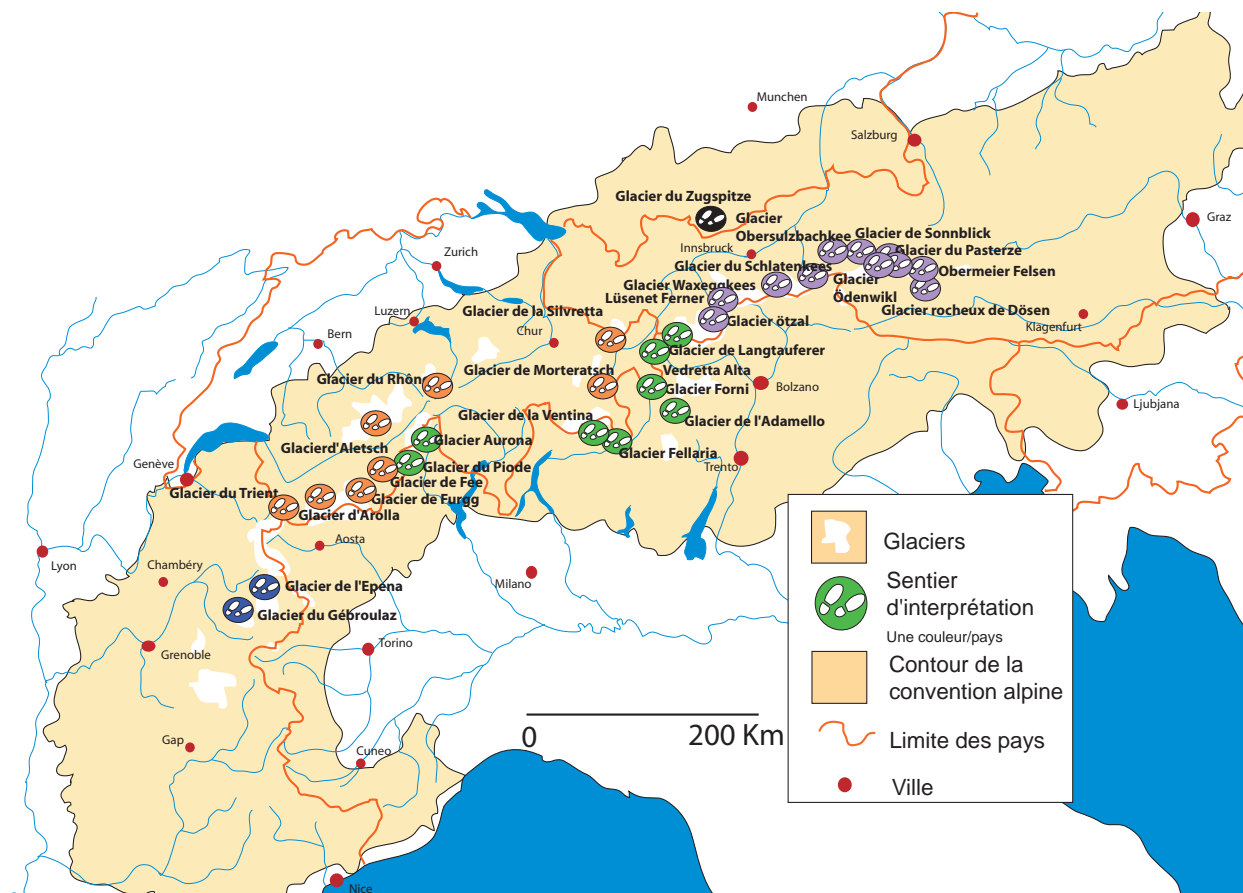 Munchen
Salzburg
Glacier du Zugspitze
Graz
Glacier
Obersulzbachkee
Glacier de Sonnblick
Zurich
Innsbruck
Glacier du Pasterze
Glacier du Schlatenkees
Obermeier Felsen
Glacier Waxeggkees
Glacier
Ödenwikl
Lüsenet Ferner
Luzern
Glacier de la Silvretta
Glacier rocheux de Dösen
Klagenfurt
Glacier ötzal
Bern
Chur
Glacier de Langtauferer
Glacier du Rhôn
Glacier de Morteratsch
Vedretta Alta
Glacier Forni
Bolzano
Ljubjana
Glacier de la Ventina
Glacier de l'Adamello
Glacierd'Aletsch
Glacier Aurona
Glacier Fellaria
Genève
Glacier du Piode
Trento
Glacier de Fee
Glacier du Trient
Glacier de Furgg
Glacier d'Arolla
Aosta
Lyon
Chambéry
Milano
Glacier de l'Epena
Glacier du Gébroulaz
Grenoble
Torino
Gap
Cuneo
Nice
0
200 Km
Glaciers
Sentier
d'interprétation
Une couleur/pays
Contour de la
convention alpine
Limite des pays
Ville